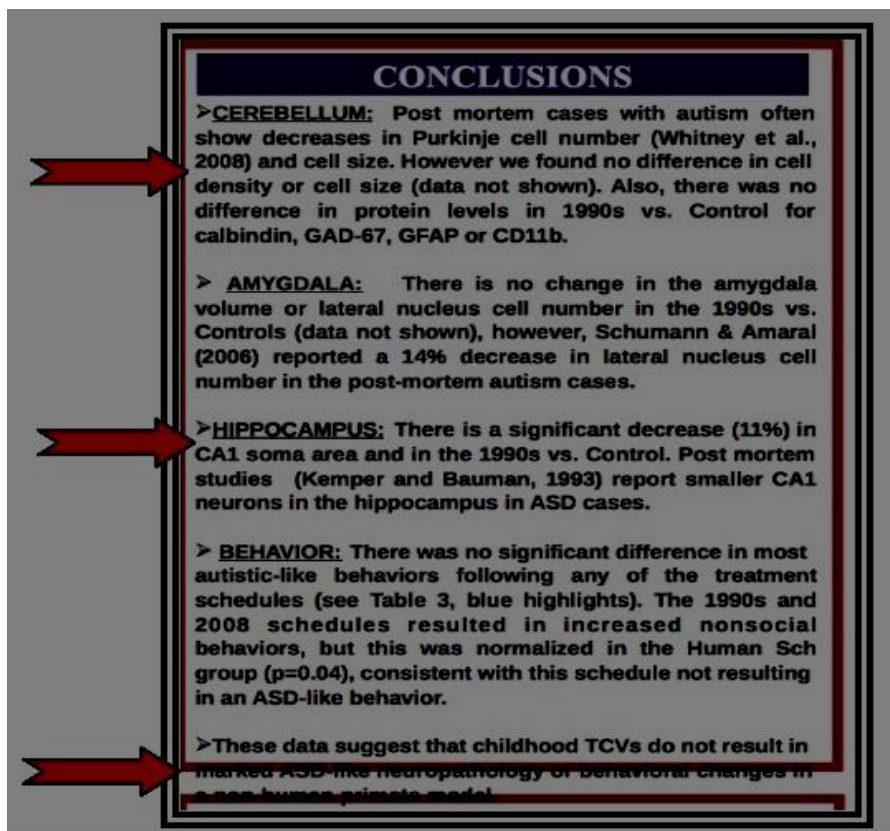 CONCLUSIONS
➢CEREBELLUM: Post mortem cases with autism often
show decreases in Purkinje cell number (Whitney et al.,
2008) and cell size. However we found no difference in cell
density or cell size (data not shown). Also, there was no
difference in protein levels in 1990s vs. Control for
calbindin, GAD-67, GFAP or CD11b.
➢ AMYGDALA: There is no change in the amygdala
volume or lateral nucleus cell number in the 1990s vs.
Controls (data not shown), however, Schumann & Amaral
(2006) reported a 14% decrease in lateral nucleus cell
number in the post-mortem autism cases.
➢HIPPOCAMPUS: There is a significant decrease (11%) in
CA1 soma area and in the 1990s vs. Control. Post mortem
studies (Kemper and Bauman, 1993) report smaller CA1
neurons in the hippocampus in ASD cases.
➢ BEHAVIOR: There was no significant difference in most
autistic-like behaviors following any of the treatment
schedules (see Table 3, blue highlights). The 1990s and
2008 schedules resulted in increased nonsocial
behaviors, but this was normalized in the Human Sch
group (p=0.04), consistent with this schedule not resulting
in an ASD-like behavior.
➢These data suggest that childhood TCVs do not result in
marked ASD-like neuropathology or behavioral changes in
a non-human primate model.